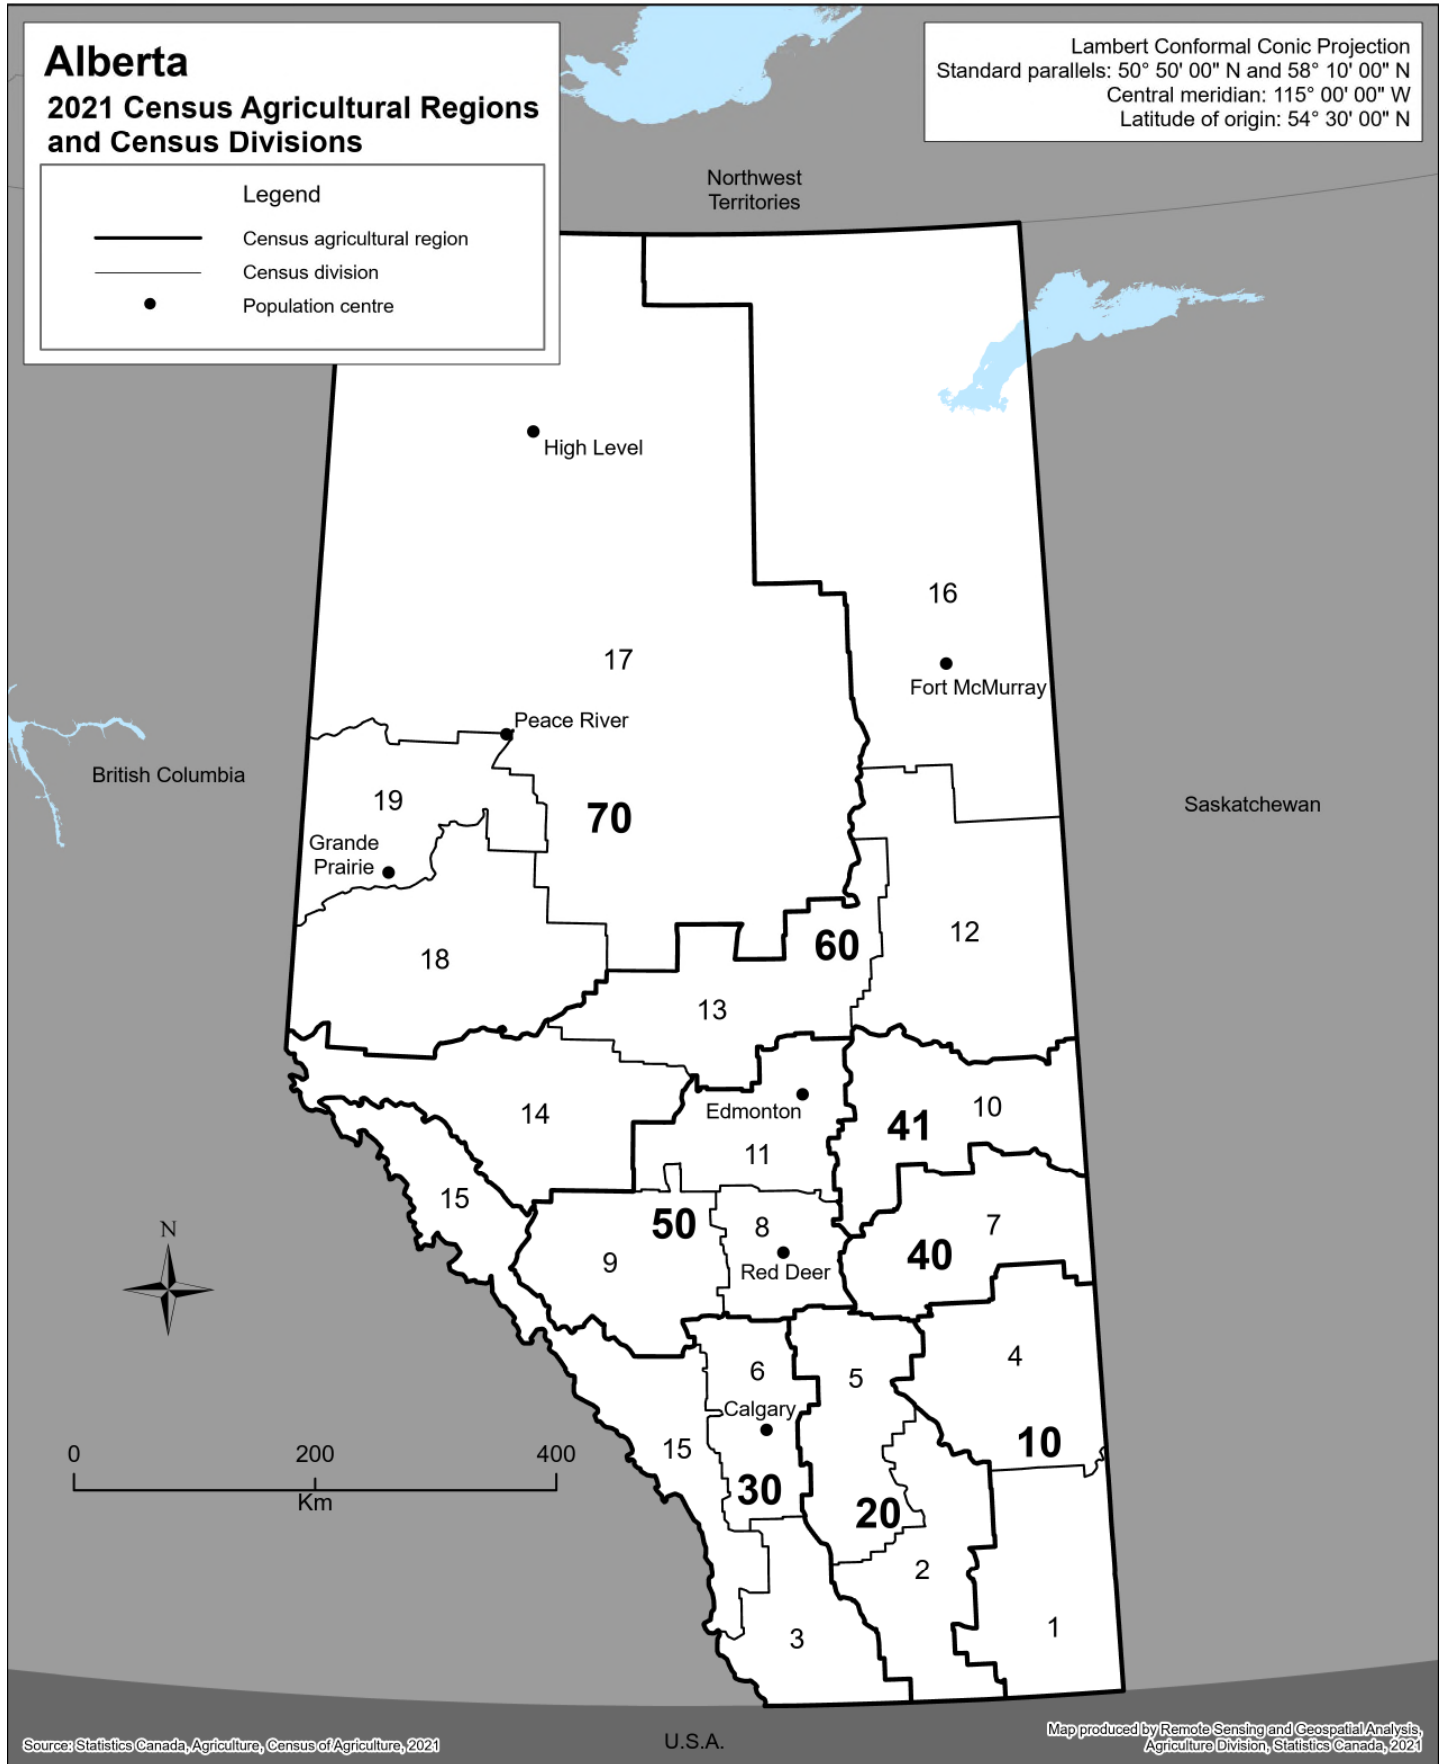 Alberta
2021 Census Agricultural Regions
and Census Divisions
Legend
Census agricultural region
Census division
Population centre
Lambert Conformal Conic Projection
Standard parallels: 50° 50' 00" N and 58° 10' 00" N
Central meridian: 115° 00' 00" W
Latitude of origin: 54° 30' 00" N
Northwest
Territories
High Level
16
17
Fort McMurray
Peace River
British Columbia
19
70
Saskatchewan
Grande
Prairie
60
12
18
13
14
Edmonton
41
10
11
15
50
8
7
9
40
Red Deer
N
6
5
4
Calgary
15
10
30
20
0 200 400
Km
2
3
1
U.S.A.
Source: Statistics Canada, Agriculture, Census of Agriculture, 2021
Map produced by Remote Sensing and Geospatial Analysis,
Agriculture Division, Statistics Canada, 2021